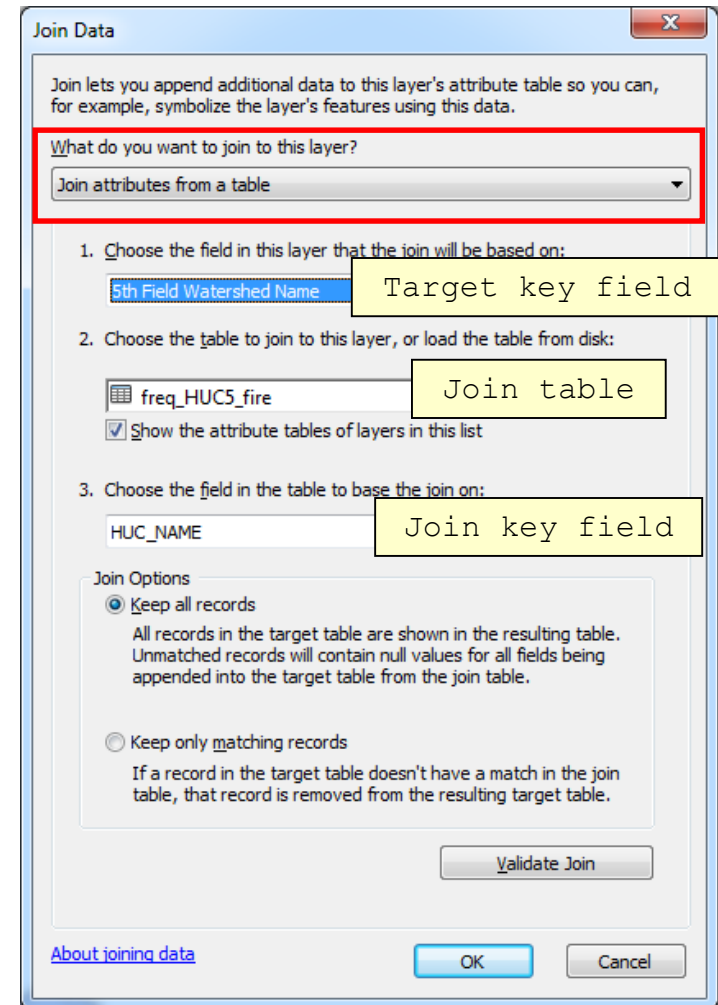 Join Data
Join lets you append additional data to this layer's attribute table so you can,
for example, symbolize the layer's features using this data.
What do you want to join to this layer?
Join attributes from a table
1. Choose the field in this layer that the join will be based on:
5th Field Watershed Name
Target key field
2. Choose the table to join to this layer, or load the table from disk:
freq_HUC5_fire
Join table
Show the attribute tables of layers in this list
3. Choose the field in the table to base the join on:
HUC_NAME
Join key field
Join Options
Keep all records
All records in the target table are shown in the resulting table.
Unmatched records will contain null values for all fields being
appended into the target table from the join table.
Keep only matching records
If a record in the target table doesn't have a match in the join
table, that record is removed from the resulting target table.
Validate Join
About joining data
OK
Cancel